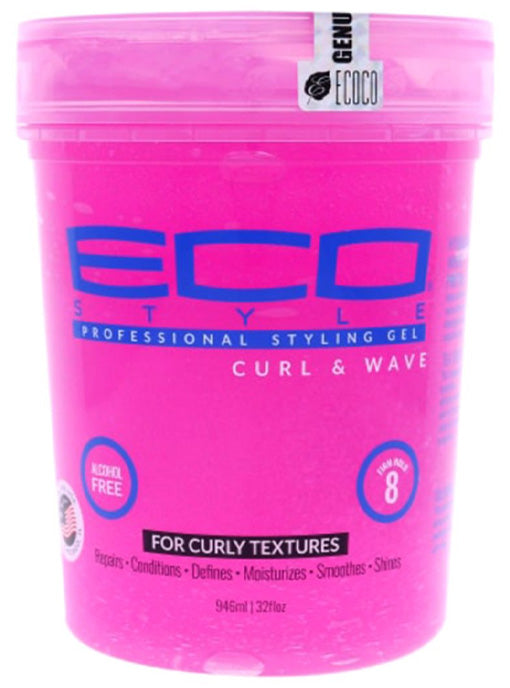 GENU
ECOCO
ECO
STYLE
PROFESSIONAL STYLING GEL
CURL & WAVE
ALCOHOL
FREE
8
FOR CURLY TEXTURES
Repairs • Conditions • Defines • Moisturizes • Smoothes • Shines
946ml | 32floz